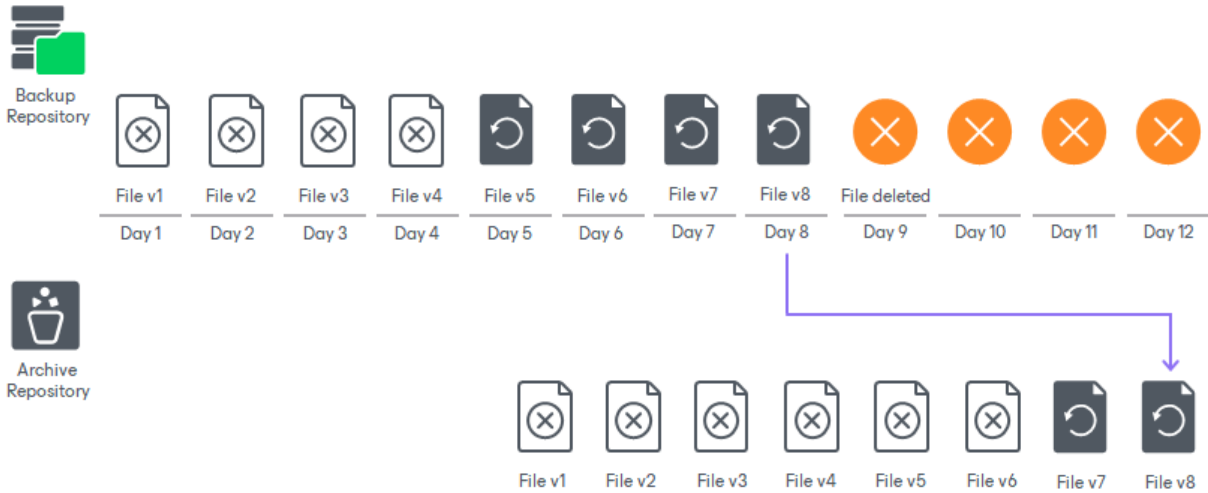 Backup
Repository
File v1 File v2 File v3 File v4 File v5 File v6 File v7 File v8 File deleted
Day 1 Day 2 Day 3 Day 4 Day 5 Day 6 Day 7 Day 8 Day 9 Day 10 Day 11 Day 12
Archive
Repository
File v1 File v2 File v3 File v4 File v5 File v6 File v7 File v8